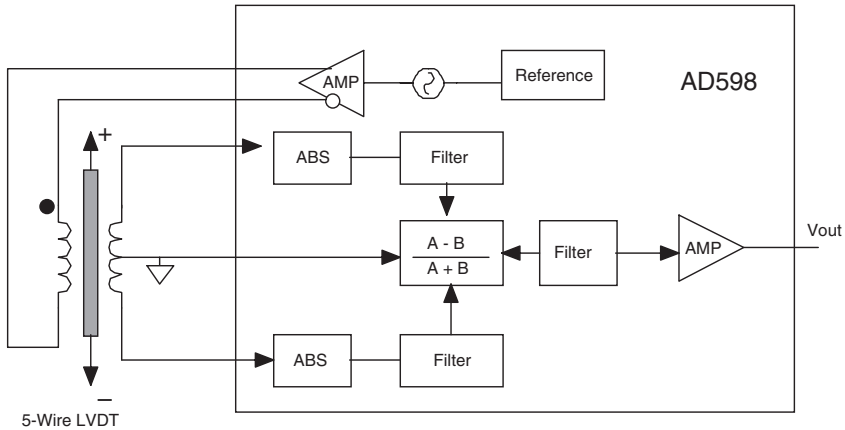 AMP
Reference
AD598
+
ABS
Filter
A - B
A + B
Filter
AMP
Vout
ABS
Filter
–
5-Wire LVDT